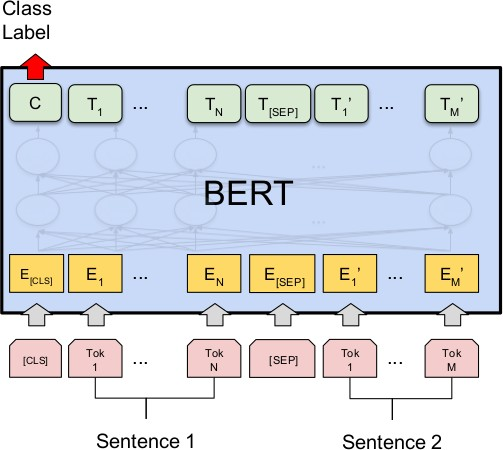 Class
Label
C T1 ... TN T[SEP] T1’ ... TM’
...
BERT
...
E[CLS] E1 ... EN E[SEP] E1’ ... EM’
[CLS] Tok 1 ... Tok N [SEP] Tok 1 ... Tok M
Sentence 1 Sentence 2